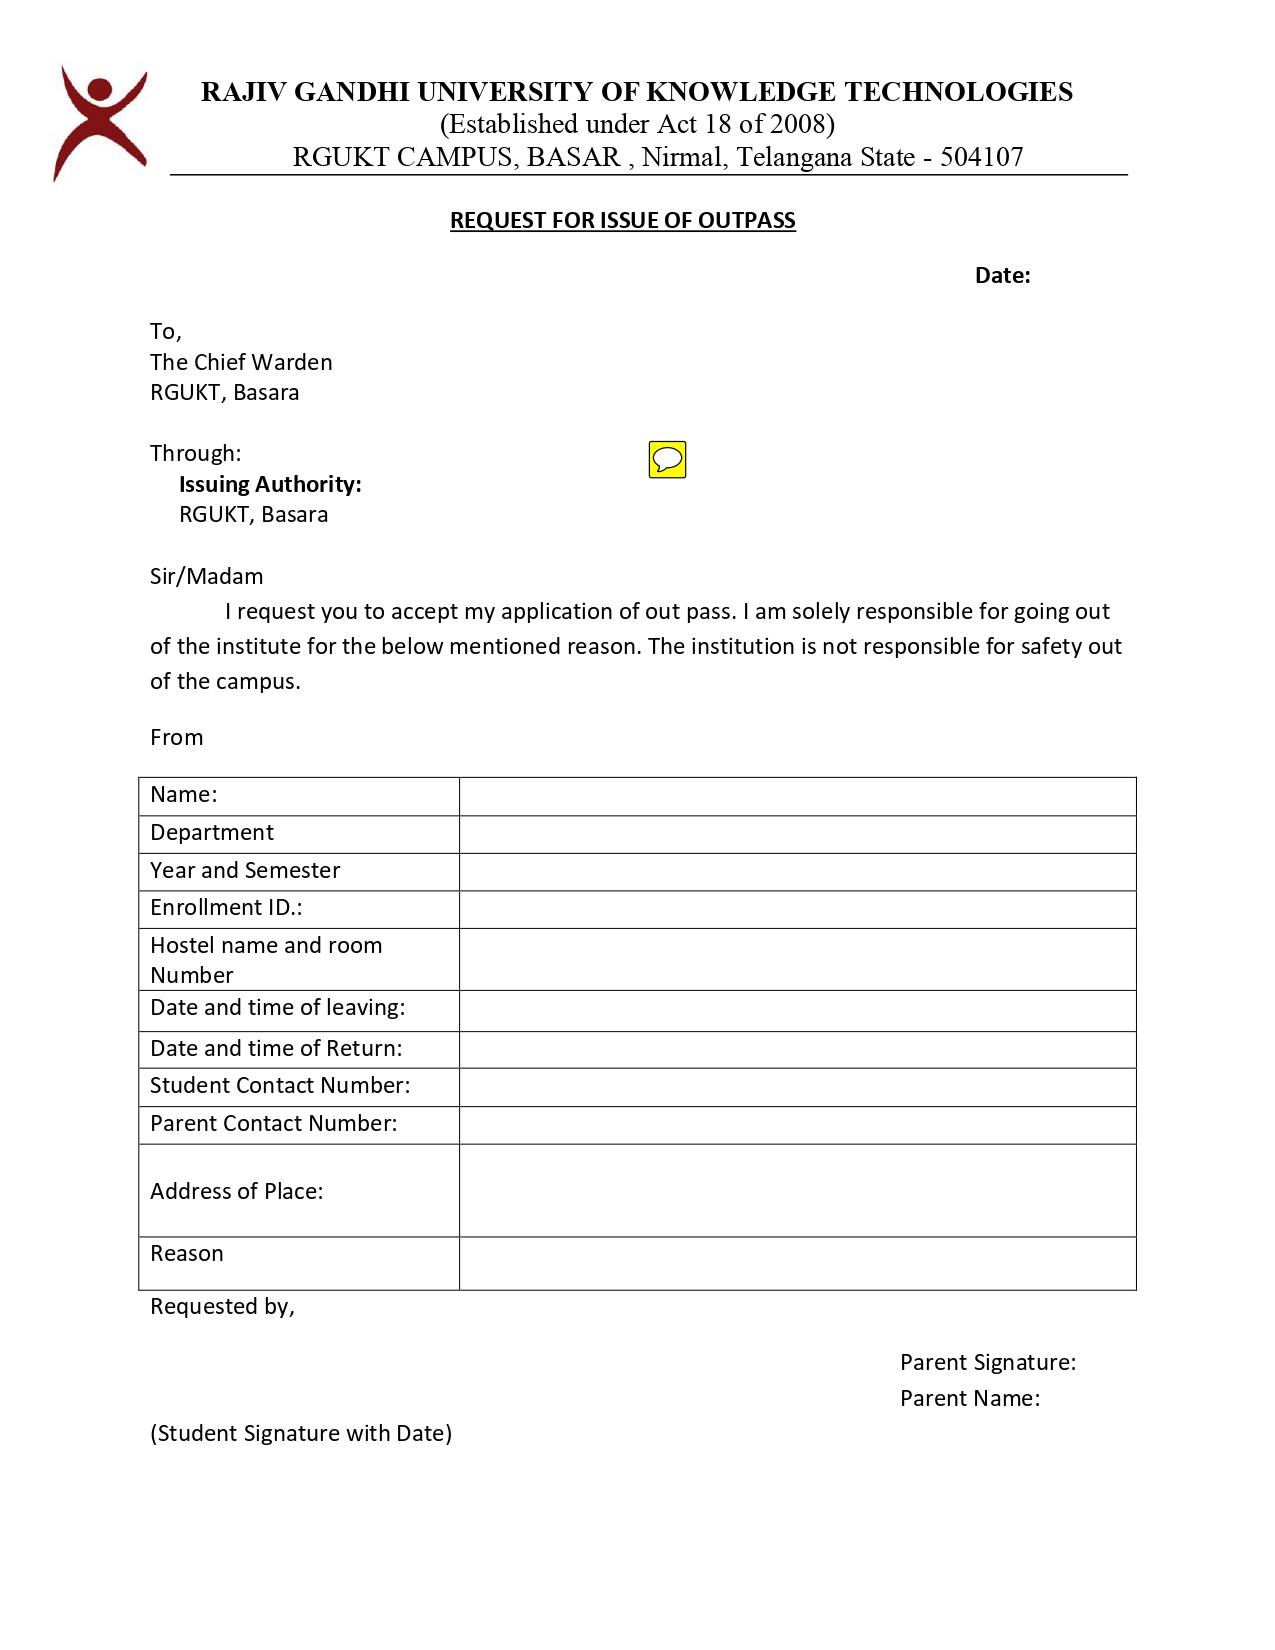 RAJIV GANDHI UNIVERSITY OF KNOWLEDGE TECHNOLOGIES
(Established under Act 18 of 2008)
RGUKT CAMPUS, BASAR , Nirmal, Telangana State - 504107
REQUEST FOR ISSUE OF OUTPASS
Date:
To,
The Chief Warden
RGUKT, Basara
Through:
Issuing Authority:
RGUKT, Basara
Sir/Madam
I request you to accept my application of out pass. I am solely responsible for going out
of the institute for the below mentioned reason. The institution is not responsible for safety out
of the campus.
From
Name:
Department
Year and Semester
Enrollment ID.:
Hostel name and room
Number
Date and time of leaving:
Date and time of Return:
Student Contact Number:
Parent Contact Number:
Address of Place:
Reason
Requested by,
Parent Signature:
Parent Name:
(Student Signature with Date)